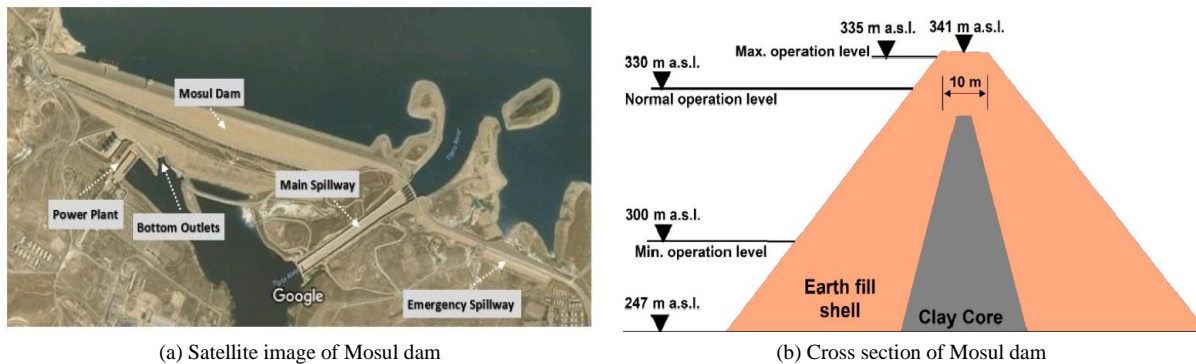 Mosul Dam
Tigris River
Main Spillway
Power Plant
Bottom Outlets
Tigris River
Google
Emergency Spillway
(a) Satellite image of Mosul dam
335 m a.s.l.
341 m a.s.l.
Max. operation level
330 m a.s.l.
10 m
Normal operation level
300 m a.s.l.
Min. operation level
Earth fill
shell
247 m a.s.l.
Clay Core
(b) Cross section of Mosul dam